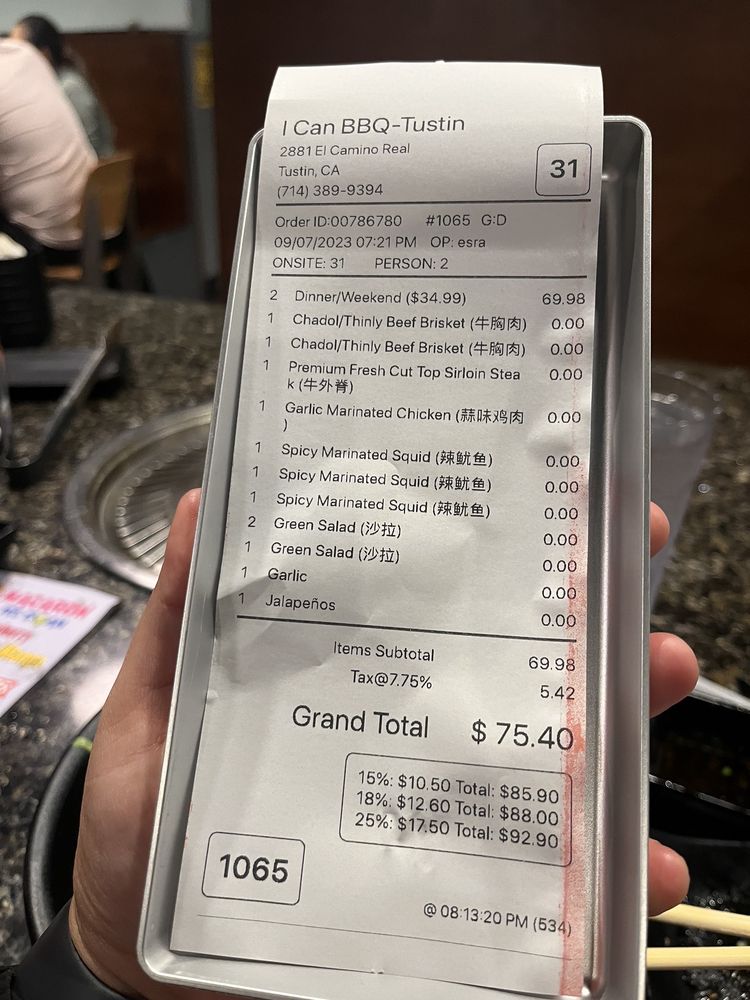 I Can BBQ-Tustin
2881 El Camino Real
Tustin, CA
(714) 389-9394
31
Order ID:00786780 #1065 G:D
09/07/2023 07:21 PM OP: esra
ONSITE: 31 PERSON: 2
2 Dinner/Weekend ($34.99) 69.98
1 Chadol/Thinly Beef Brisket (牛胸肉) 0.00
1 Chadol/Thinly Beef Brisket (牛胸肉) 0.00
1 Premium Fresh Cut Top Sirloin Stea 0.00
k (牛外脊)
1 Garlic Marinated Chicken (蒜味鸡肉 0.00
)
1 Spicy Marinated Squid (辣鱿鱼) 0.00
1 Spicy Marinated Squid (辣鱿鱼) 0.00
1 Spicy Marinated Squid (辣鱿鱼) 0.00
2 Green Salad (沙拉) 0.00
1 Green Salad (沙拉) 0.00
1 Garlic 0.00
1 Jalapeños 0.00
Items Subtotal 69.98
Tax@7.75% 5.42
Grand Total $ 75.40
15%: $10.50 Total: $85.90
18%: $12.60 Total: $88.00
25%: $17.50 Total: $92.90
1065
@ 08:13:20 PM (534)
MACARON